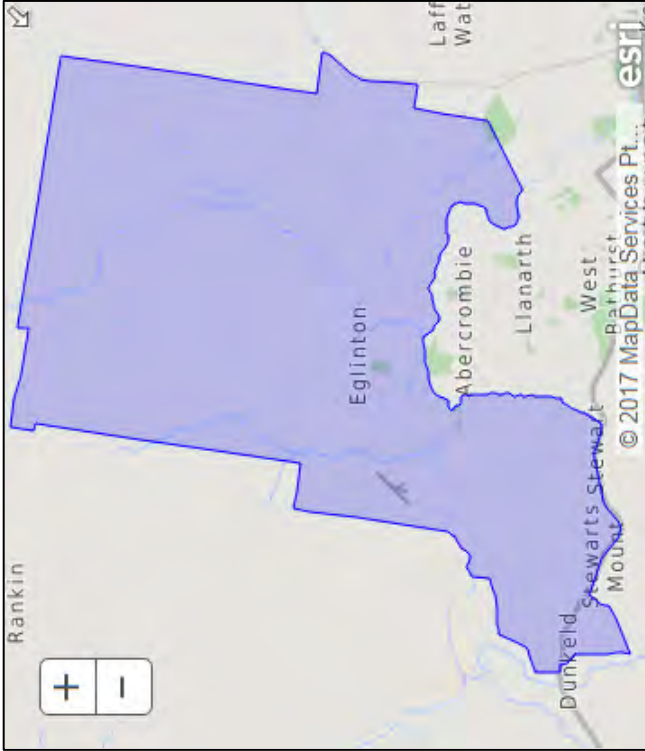 Rankin
+
−
Laff
Wat
Eglinton
Abercrombie
Llanarth
West
Bathurst
Dunkeld
Stewarts
Mount
Stewart
© 2017 MapData Services Pt...
esri